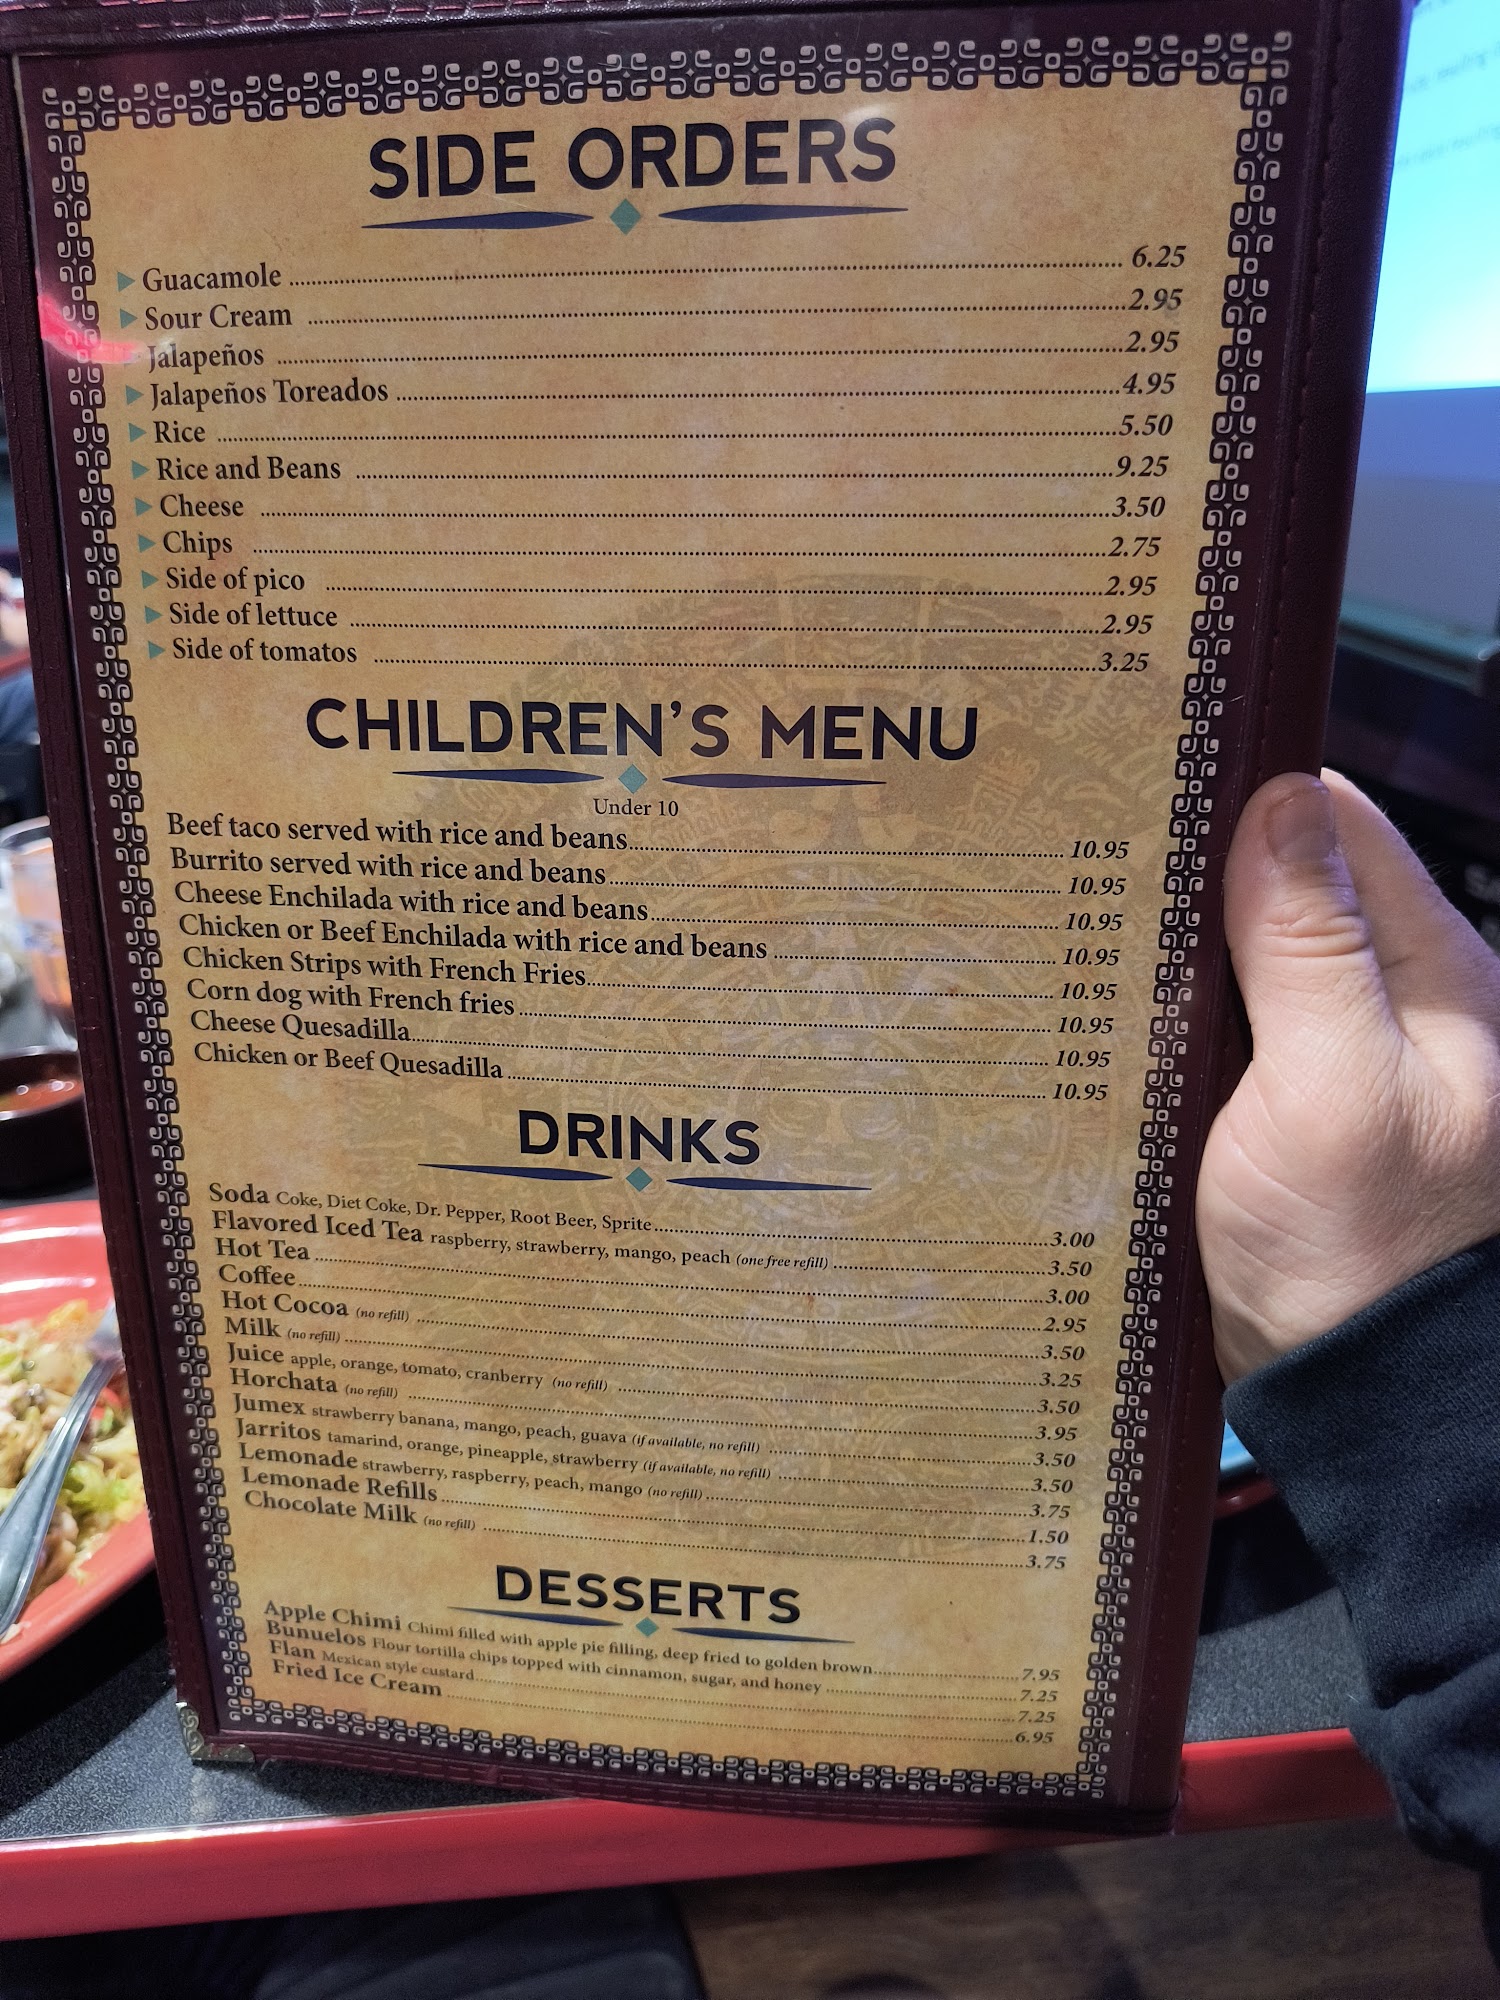 SIDE ORDERS
Guacamole 6.25
Sour Cream 2.95
Jalapeños 2.95
Jalapeños Toreados 4.95
Rice 5.50
Rice and Beans 9.25
Cheese 3.50
Chips 2.75
Side of pico 2.95
Side of lettuce 2.95
Side of tomatos 3.25
CHILDREN'S MENU
Under 10
Beef taco served with rice and beans 10.95
Burrito served with rice and beans 10.95
Cheese Enchilada with rice and beans 10.95
Chicken or Beef Enchilada with rice and beans 10.95
Chicken Strips with French Fries 10.95
Corn dog with French fries 10.95
Cheese Quesadilla 10.95
Chicken or Beef Quesadilla 10.95
DRINKS
Soda Coke, Diet Coke, Dr. Pepper, Root Beer, Sprite 3.00
Flavored Iced Tea raspberry, strawberry, mango, peach (one free refill) 3.50
Hot Tea 3.00
Coffee 2.95
Hot Cocoa (no refill) 3.50
Milk (no refill) 3.25
Juice apple, orange, tomato, cranberry (no refill) 3.50
Horchata (no refill) 3.95
Jumex strawberry banana, mango, peach, guava (if available, no refill) 3.50
Jarritos tamarind, orange, pineapple, strawberry (if available, no refill) 3.50
Lemonade strawberry, raspberry, peach, mango (no refill) 3.75
Lemonade Refills 1.50
Chocolate Milk (no refill) 3.75
DESSERTS
Apple Chimi Chimi filled with apple pie filling, deep fried to golden brown 7.95
Bunuelos Flour tortilla chips topped with cinnamon, sugar, and honey 7.25
Flan Mexican style custard 7.25
Fried Ice Cream 6.95